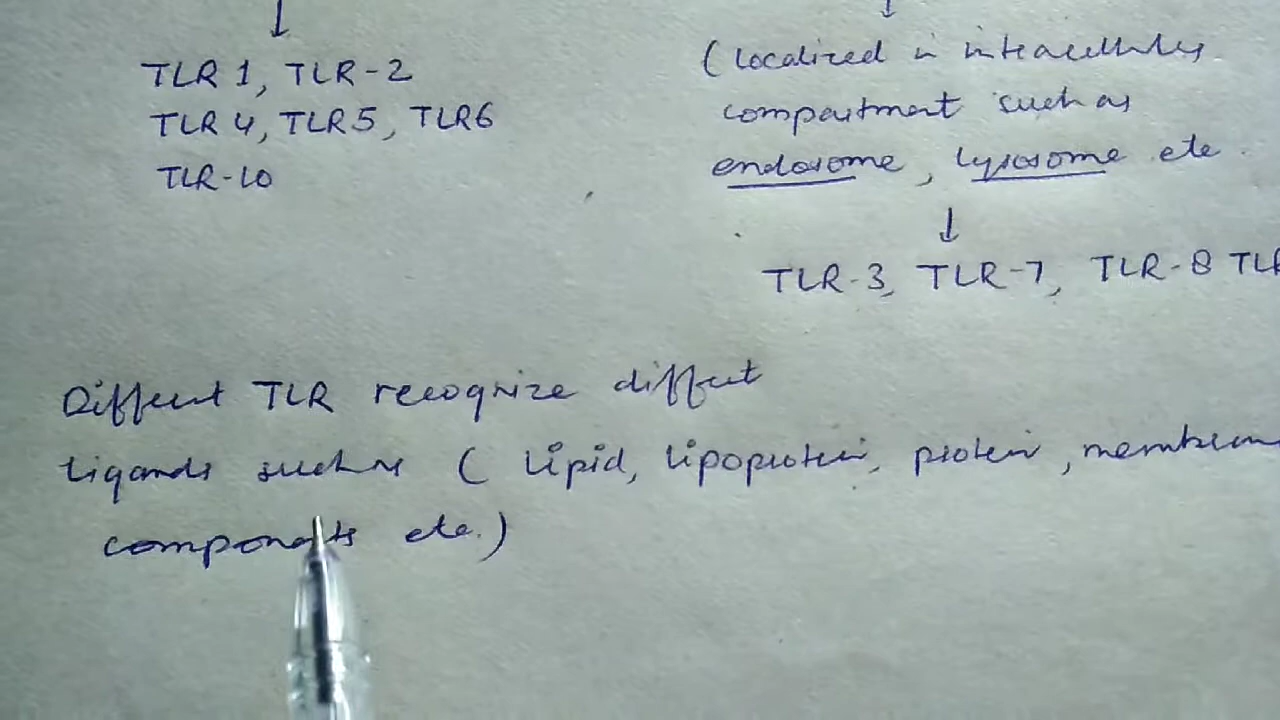 TLR 1, TLR-2
TLR 4, TLR5, TLR6
TLR-10
(localized in intracellular
compartment such as
endosome, lysosome etc.
TLR-3, TLR-7, TLR-8 TLR
Different TLR recognize different
ligands such as ( Lipid, lipoprotein, protein, membrane
components etc.)